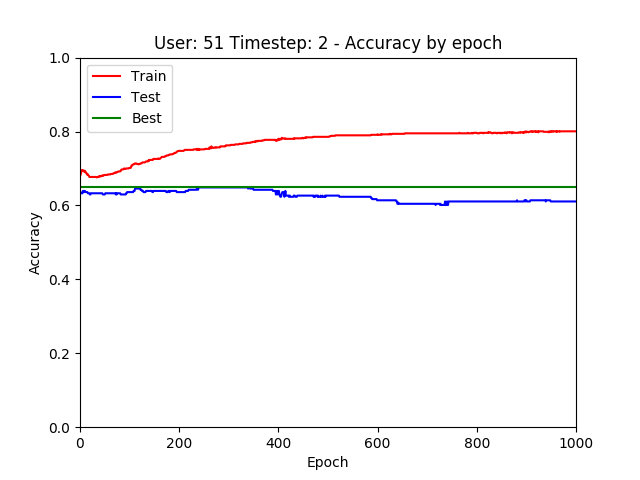 User: 51 Timestep: 2 - Accuracy by epoch
1.0
0.8
0.6
0.4
0.2
0.0
Accuracy
Train
Test
Best
0 200 400 600 800 1000
Epoch